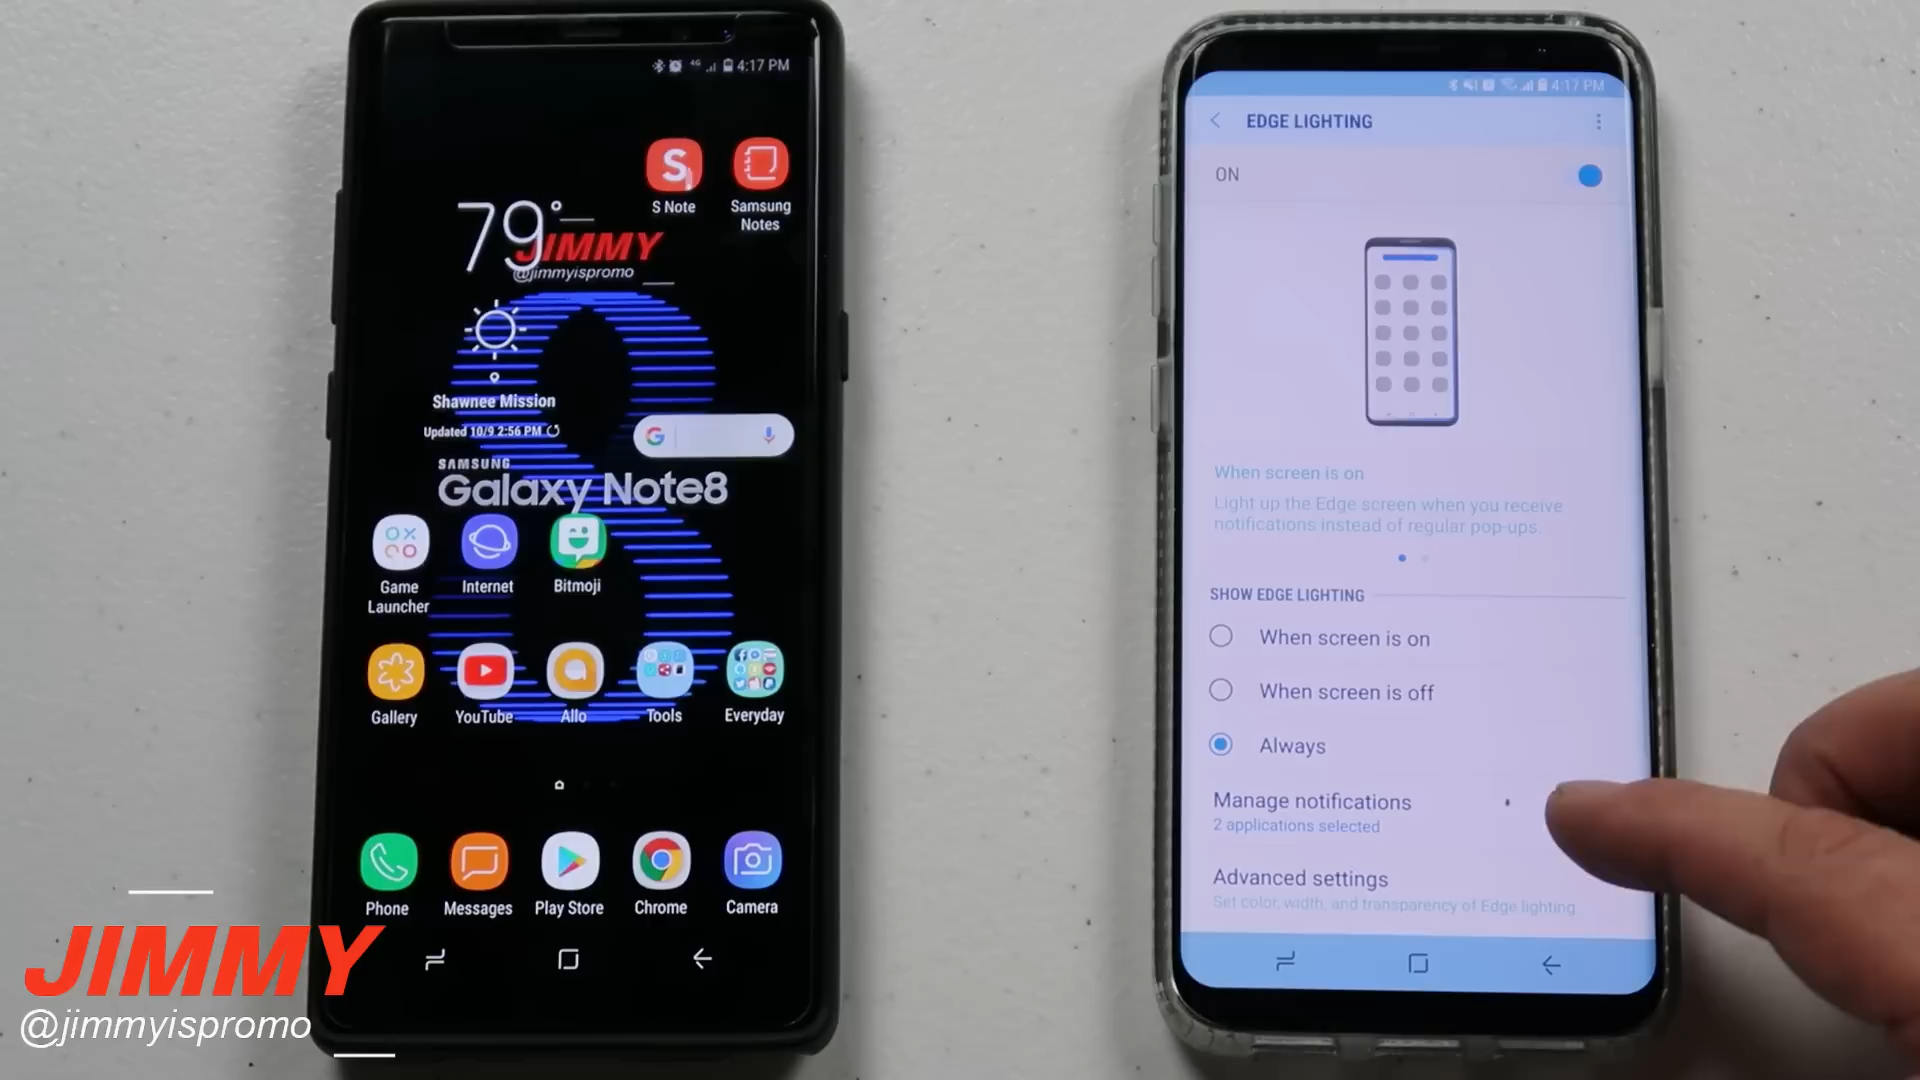 4G 4:17 PM
S
S Note
Samsung
Notes
79°
JIMMY
@jimmyispromo
Shawnee Mission
Updated 10/9 2:56 PM
G
SAMSUNG
Galaxy Note8
Game
Launcher
Internet
Bitmoji
Gallery
YouTube
Allo
Tools
Everyday
Phone
Messages
Play Store
Chrome
Camera
JIMMY
@jimmyispromo
4:17 PM
EDGE LIGHTING
ON
When screen is on
Light up the Edge screen when you receive
notifications instead of regular pop-ups.
SHOW EDGE LIGHTING
When screen is on
When screen is off
Always
Manage notifications
2 applications selected
Advanced settings
Set color, width, and transparency of Edge lighting